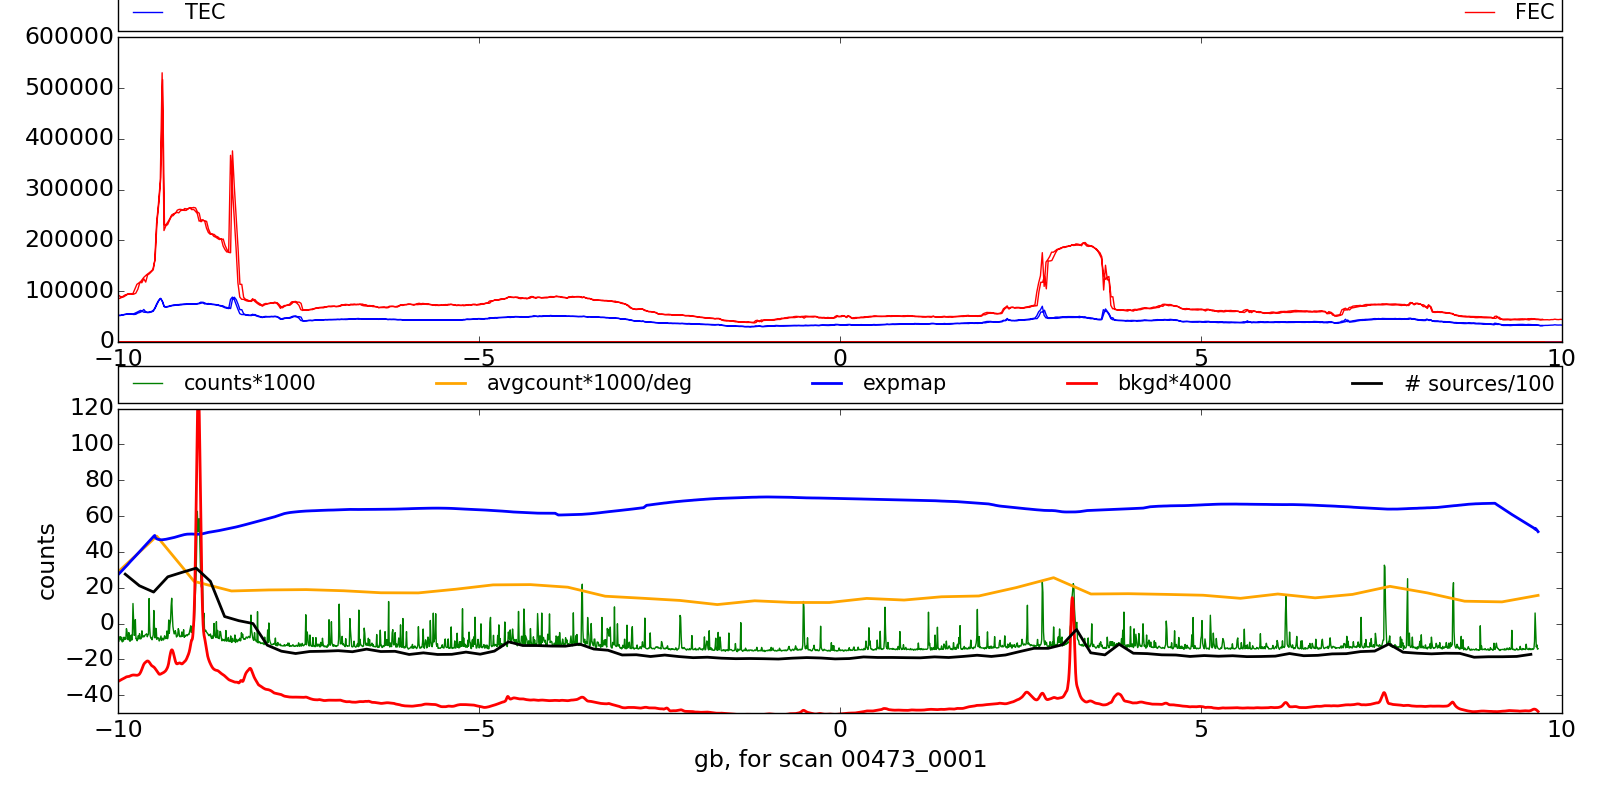 TEC FEC
600000
500000
400000
300000
200000
100000
0
−10 −5 0 5 10
counts*1000 avgcount*1000/deg expmap bkgd*4000 # sources/100
120
100
80
60
40
20
0
−20
−40
counts
−10 −5 0 5 10
gb, for scan 00473_0001